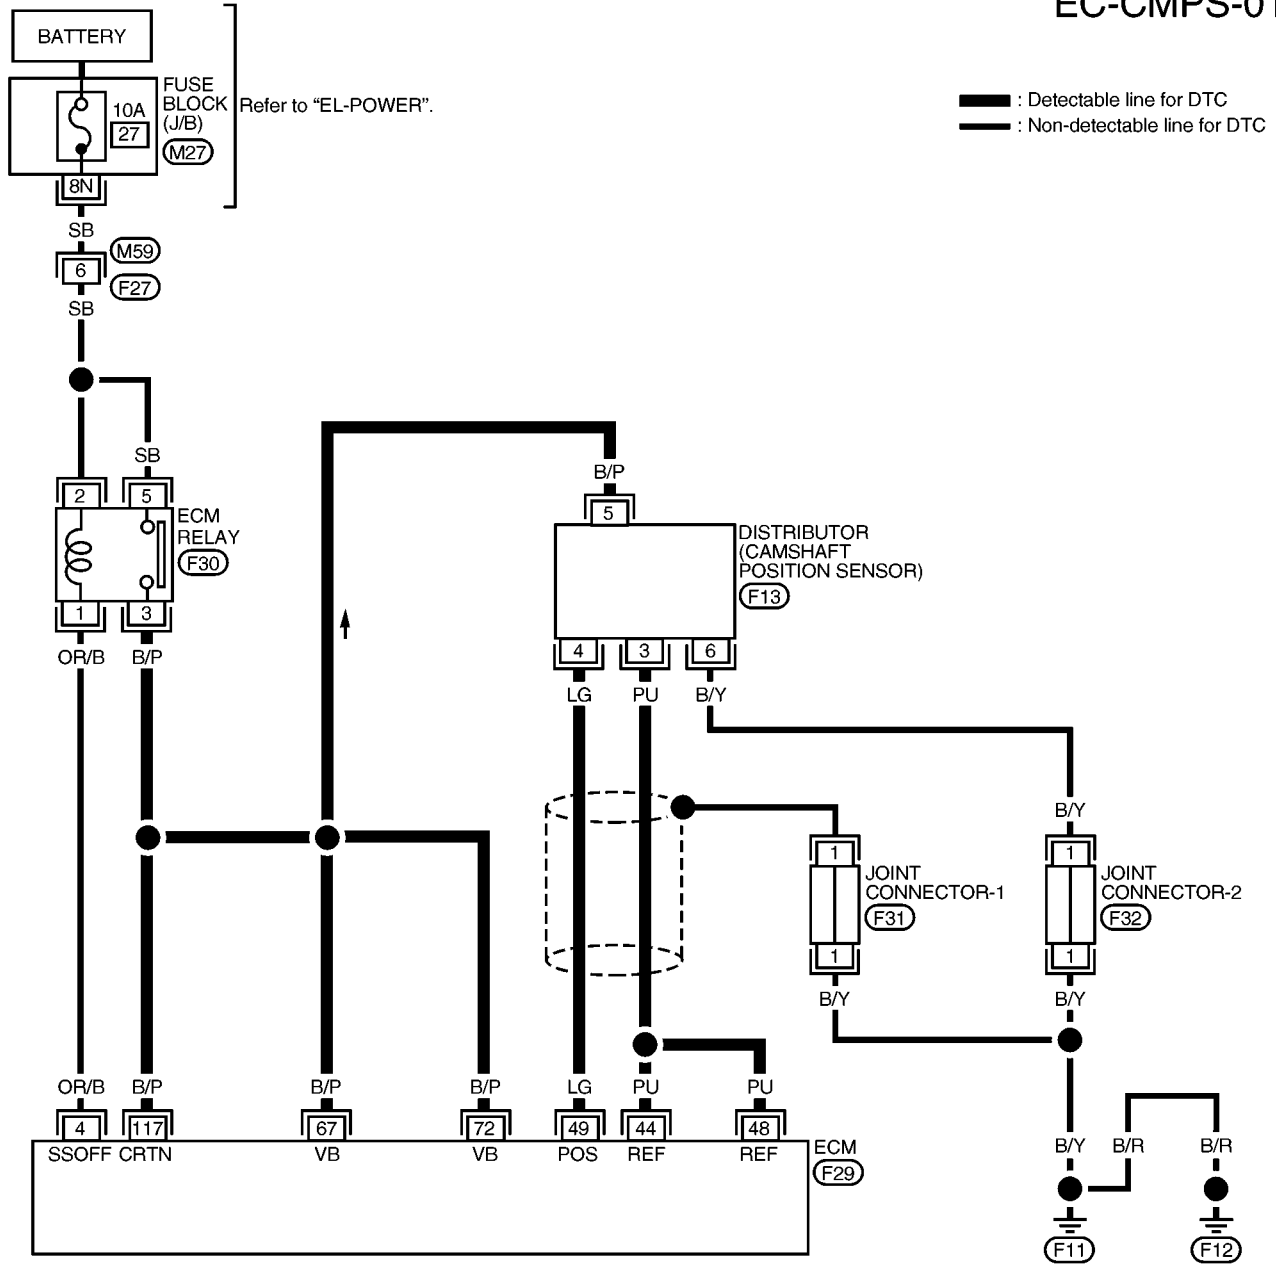 EC-CMPS-01
BATTERY
FUSE
BLOCK
(J/B)
M27
10A
27
Refer to “EL-POWER”.
: Detectable line for DTC
: Non-detectable line for DTC
8N
SB
M59
6
F27
SB
SB
B/P
2
5
ECM
RELAY
F30
5
DISTRIBUTOR
(CAMSHAFT
POSITION SENSOR)
F13
1
3
4
3
6
OR/B
B/P
LG
PU
B/Y
B/Y
1
1
JOINT
CONNECTOR-1
F31
JOINT
CONNECTOR-2
F32
1
1
B/Y
B/Y
OR/B
B/P
B/P
B/P
LG
PU
PU
4
117
67
72
49
44
48
SSOFF
CRTN
VB
VB
POS
REF
REF
ECM
F29
B/Y
B/R
B/R
F11
F12